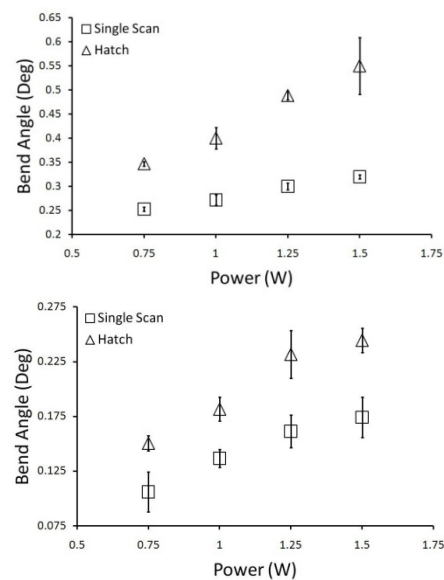 0.65
0.6
0.55
0.5
0.45
0.4
0.35
0.3
0.25
0.2
Bend Angle (Deg)
Single Scan
Hatch
0.5 0.75 1 1.25 1.5 1.75
Power (W)
0.275
0.225
0.175
0.125
0.075
Bend Angle (Deg)
Single Scan
Hatch
0.5 0.75 1 1.25 1.5 1.75
Power (W)